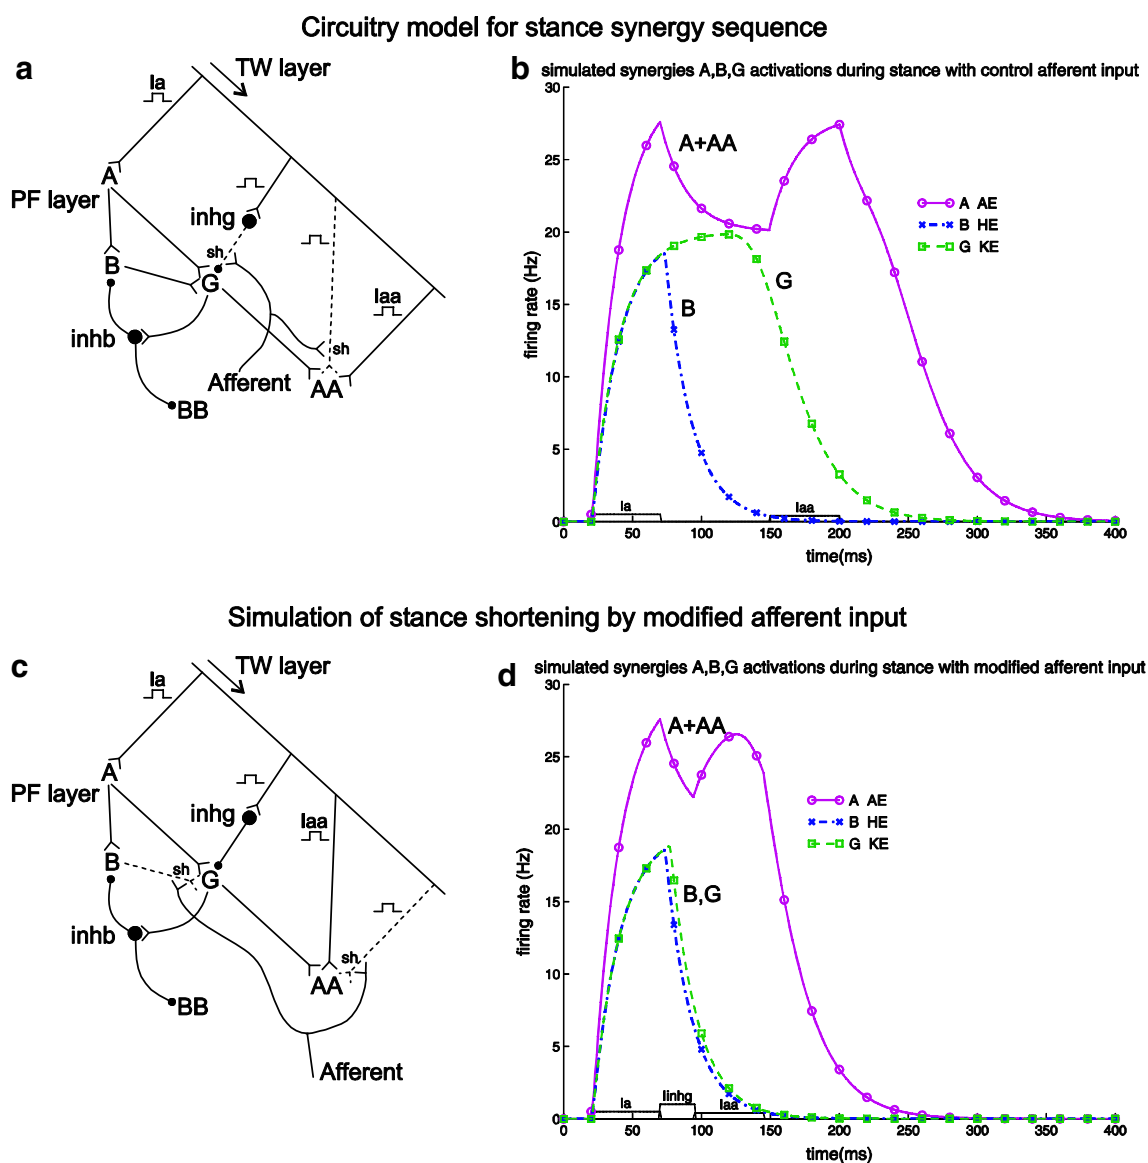 Circuitry model for stance synergy sequence
a
TW layer
Ia
A
PF layer
inhg
sh
B
G
Iaa
inhb
sh
Afferent
AA
BB
b
simulated synergies A,B,G activations during stance with control afferent input
30
25
20
15
10
5
0
firing rate (Hz)
A+AA
B
G
A AE
B HE
G KE
Ia
Iaa
0 50 100 150 200 250 300 350 400
time(ms)
Simulation of stance shortening by modified afferent input
c
TW layer
Ia
A
PF layer
inhg
Iaa
B
sh
G
inhb
sh
AA
BB
Afferent
d
simulated synergies A,B,G activations during stance with modified afferent input
30
25
20
15
10
5
0
firing rate (Hz)
A+AA
B,G
A AE
B HE
G KE
Ia
Iinhg
Iaa
0 50 100 150 200 250 300 350 400
time(ms)